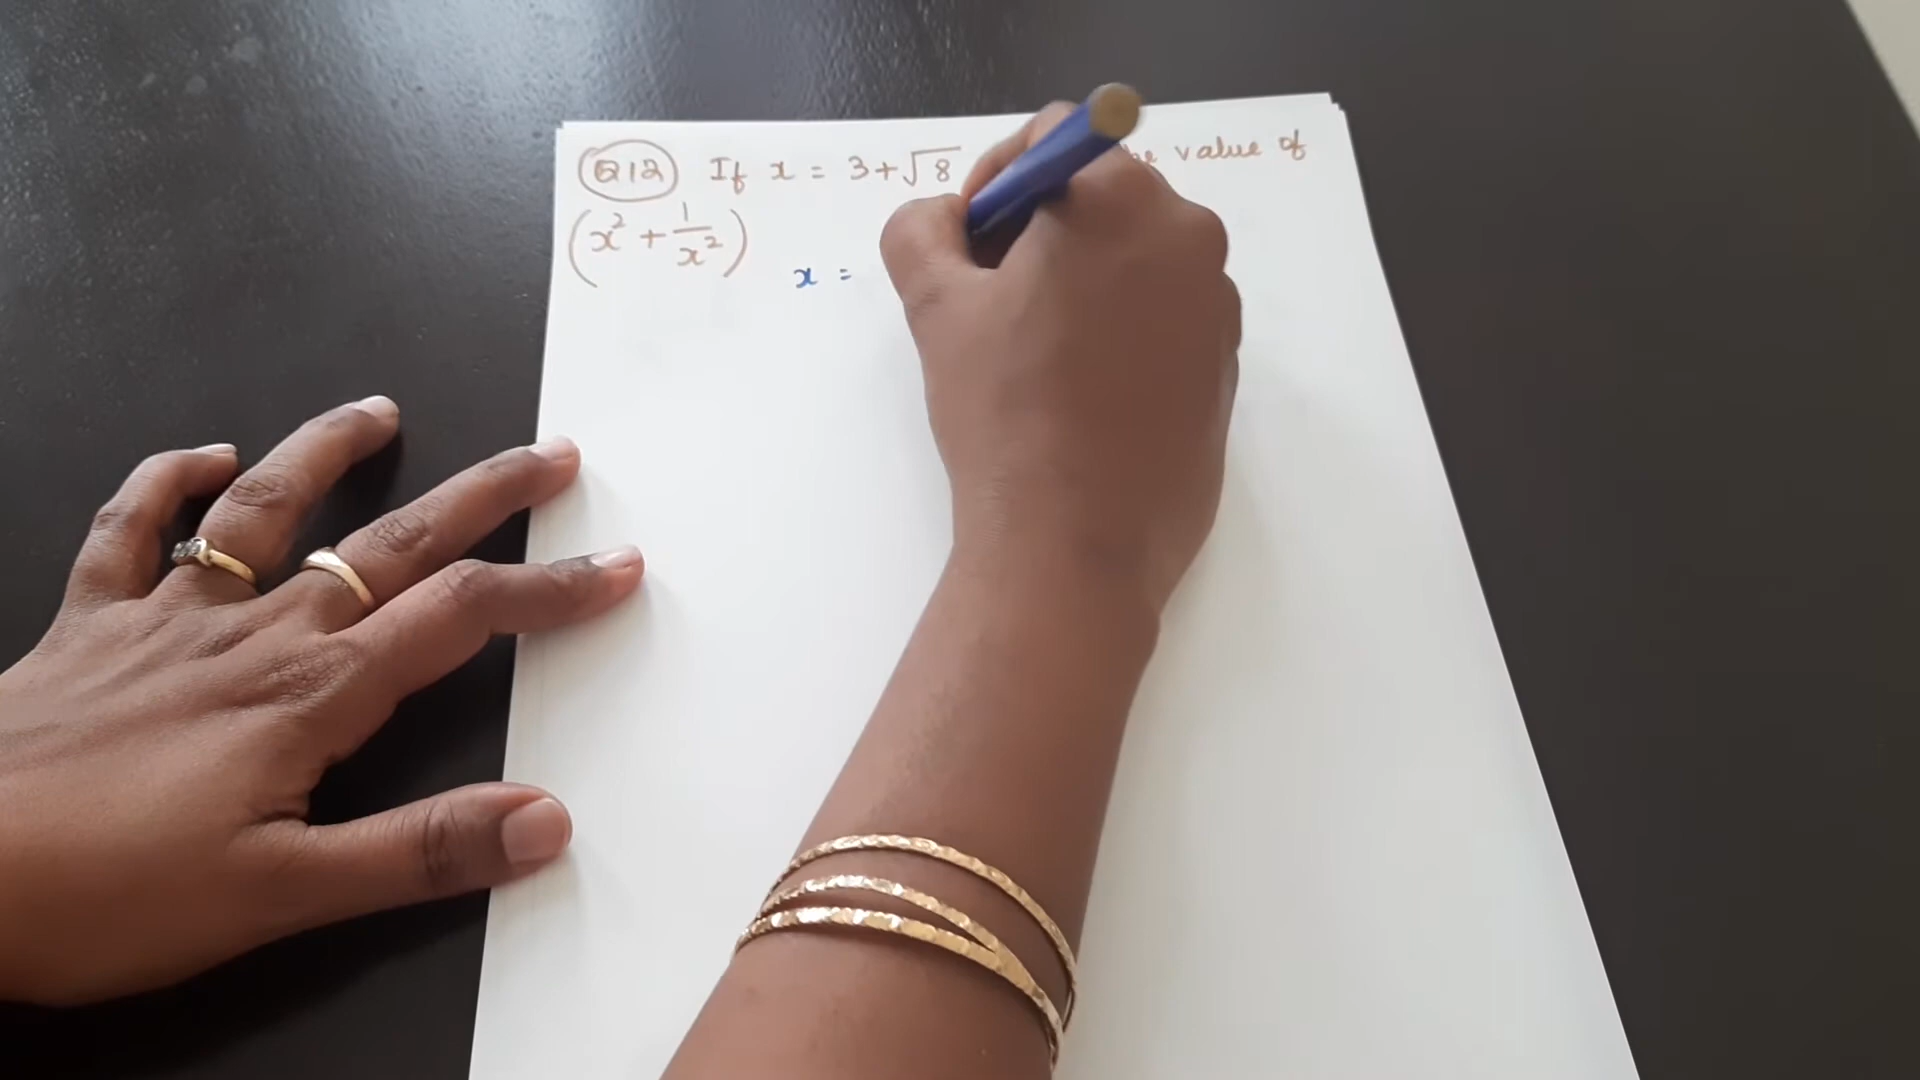 Q12 If x = 3+√8 value of
(x² + 1/x²)
x =